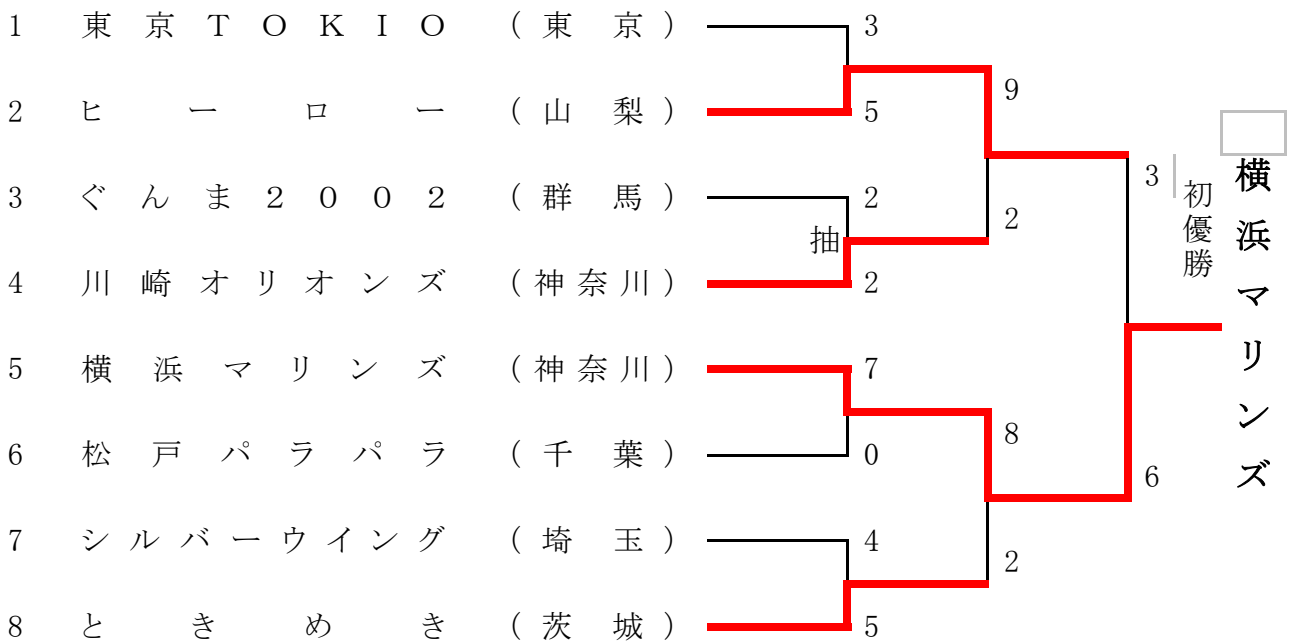 1 東京TOKIO (東京) 3
9
2 ヒーロー (山梨) 5
3 ぐんま2002 (群馬) 2
2
抽
4 川崎オリオンズ (神奈川) 2
3
初優勝
横浜マリンズ
5 横浜マリンズ (神奈川) 7
8
6 松戸パラパラ (千葉) 0
6
7 シルバーウイング (埼玉) 4
2
8 ときめき (茨城) 5